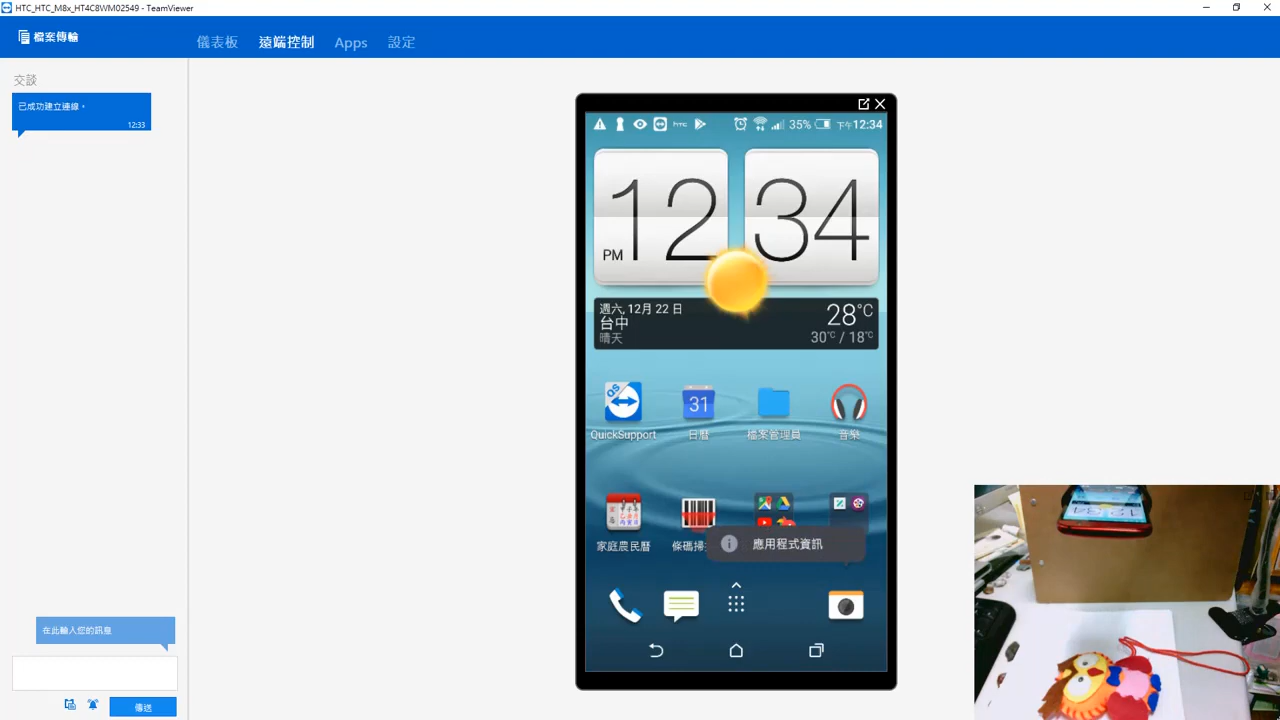 HTC_HTC_M8x_HT4C8WM02549 - TeamViewer
檔案傳輸
儀表板 遠端控制 Apps 設定
交談
已成功建立連線。
12:33
htc 35% 下午12:34
12 34
PM
週六, 12月 22 日
台中
晴天
28°C
30℃ / 18℃
QS
31
QuickSupport 日曆 檔案管理員 音樂
家庭農民曆 條碼掃
應用程式資訊
在此輸入您的訊息
傳送